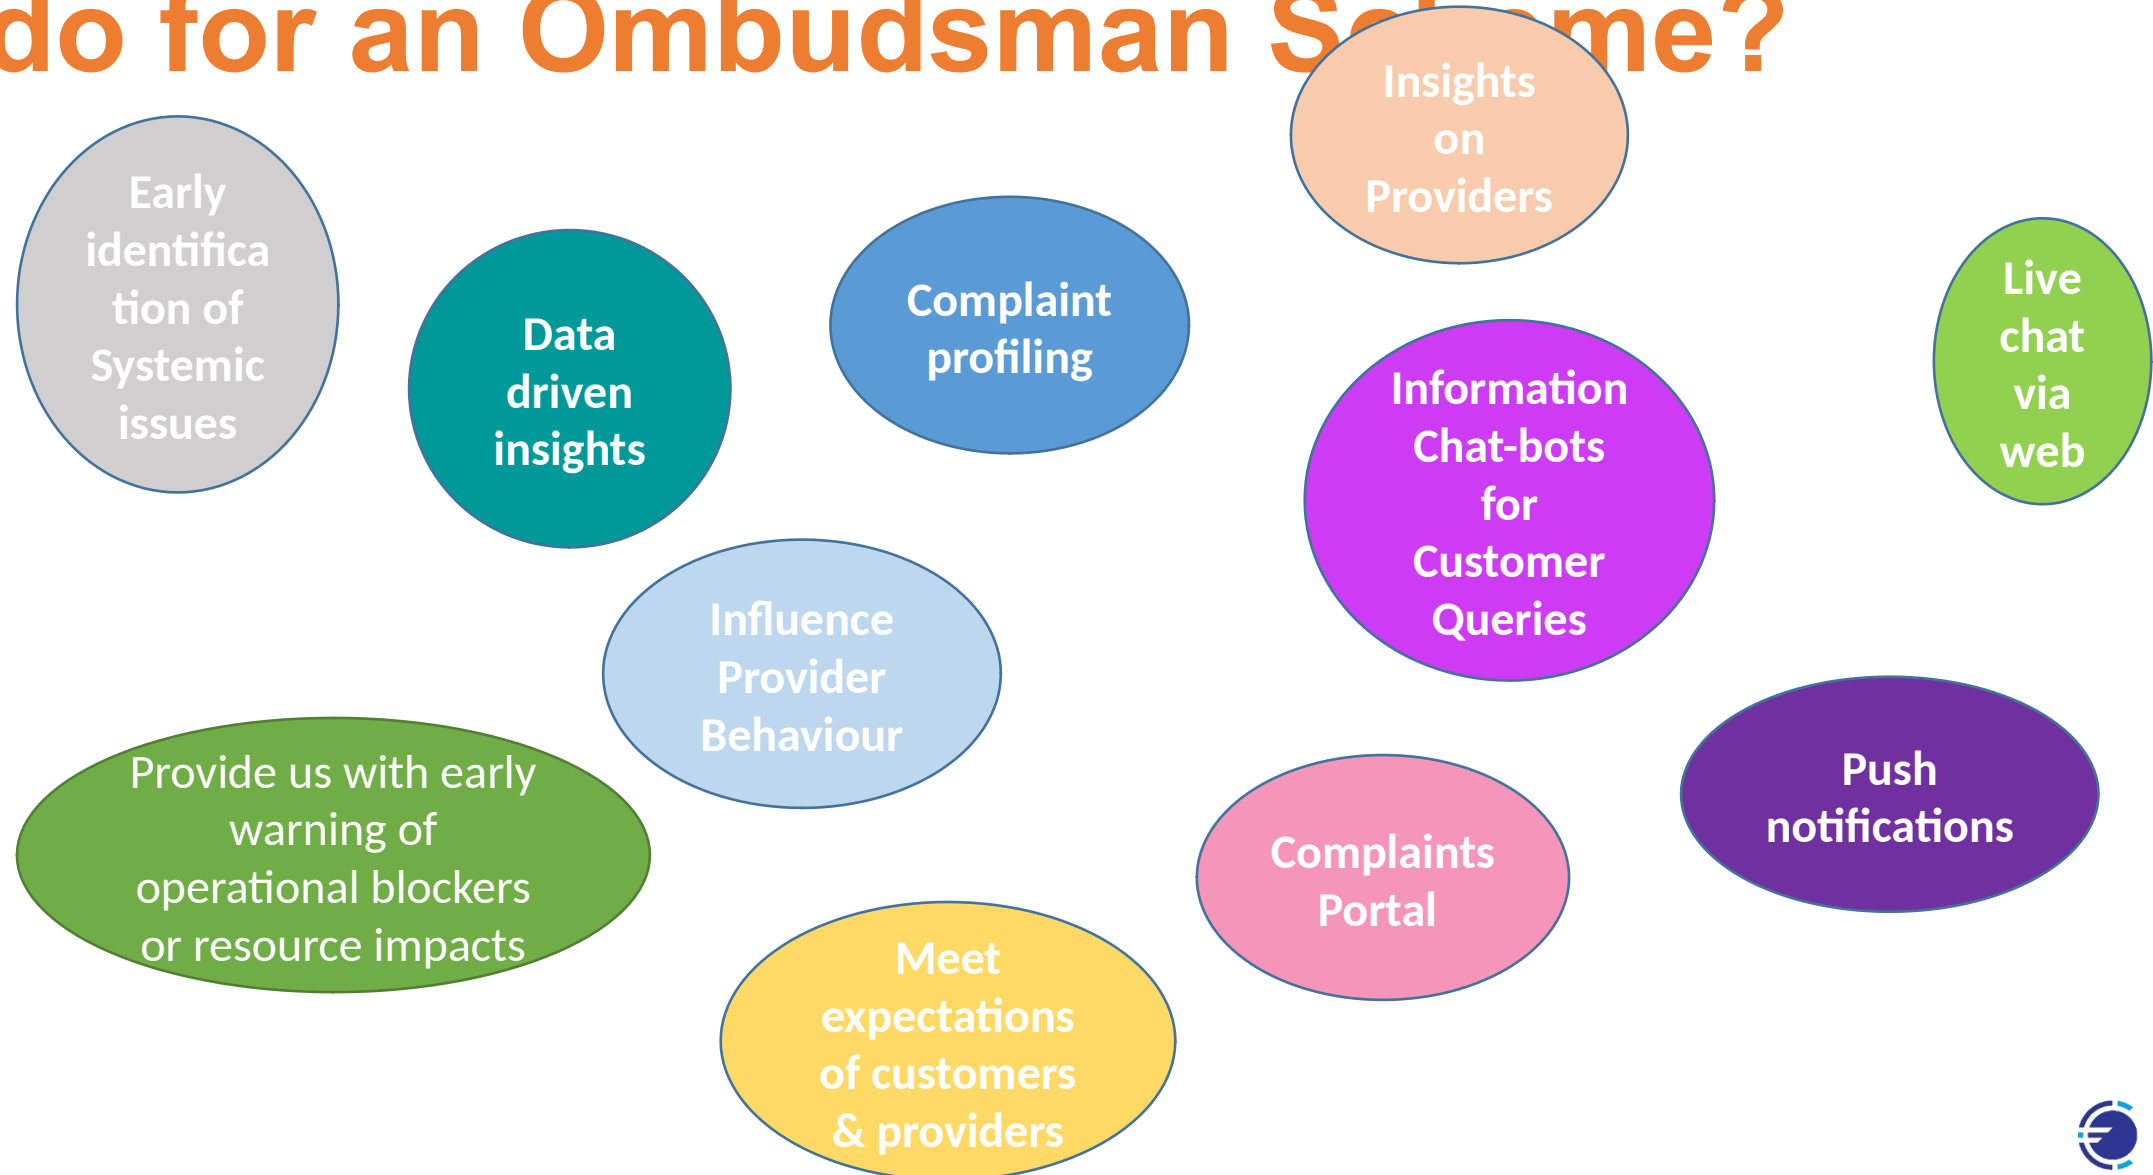 do for an Ombudsman Scheme?
Insights
on
Providers
Early
identifica
tion of
Systemic
issues
Data
driven
insights
Complaint
profiling
Live
chat
via
web
Information
Chat-bots
for
Customer
Queries
Influence
Provider
Behaviour
Provide us with early
warning of
operational blockers
or resource impacts
Push
notifications
Complaints
Portal
Meet
expectations
of customers
& providers